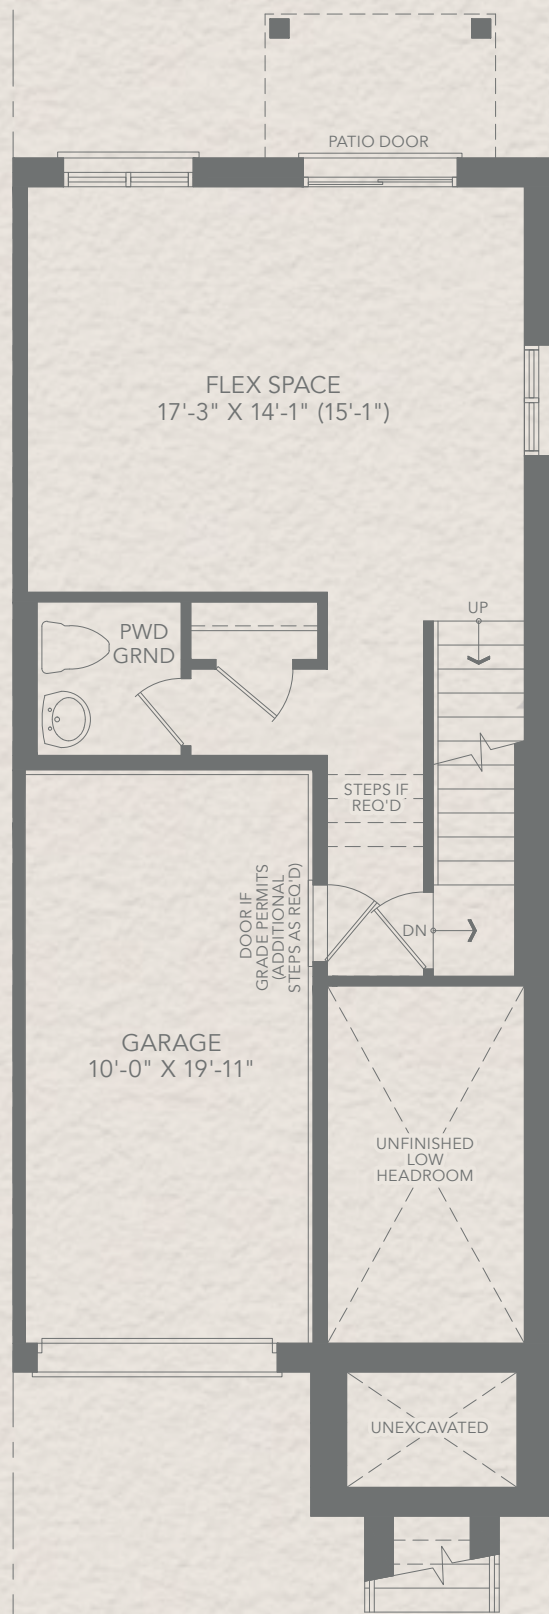 PATIO DOOR
FLEX SPACE
17'-3" X 14'-1" (15'-1")
UP
PWD
GRND
STEPS IF
REQ'D
DOOR IF
GRADE PERMITS
(ADDITIONAL
STEPS AS REQ'D)
DN
GARAGE
10'-0" X 19'-11"
UNFINISHED
LOW
HEADROOM
UNEXCAVATED